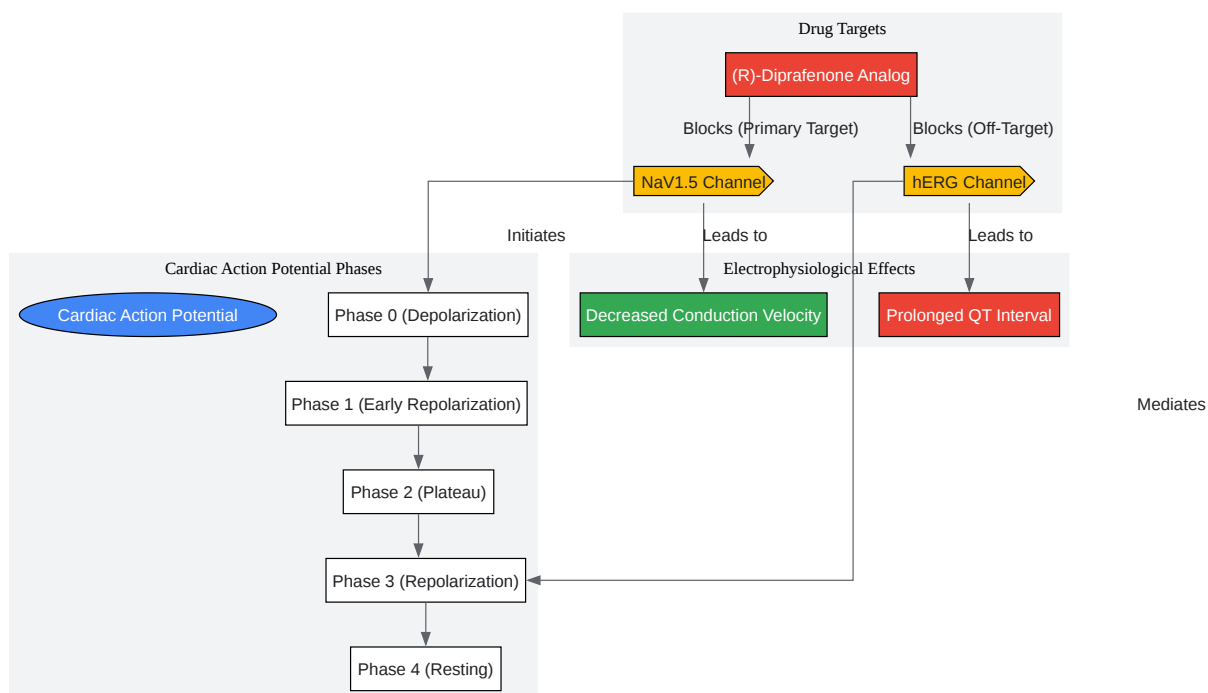 Drug Targets
(R)-Diprafenone Analog
Blocks (Primary Target)
Blocks (Off-Target)
NaV1.5 Channel
hERG Channel
Initiates
Leads to
Leads to
Cardiac Action Potential Phases
Electrophysiological Effects
Cardiac Action Potential
Phase 0 (Depolarization)
Decreased Conduction Velocity
Prolonged QT Interval
Phase 1 (Early Repolarization)
Mediates
Phase 2 (Plateau)
Phase 3 (Repolarization)
Phase 4 (Resting)